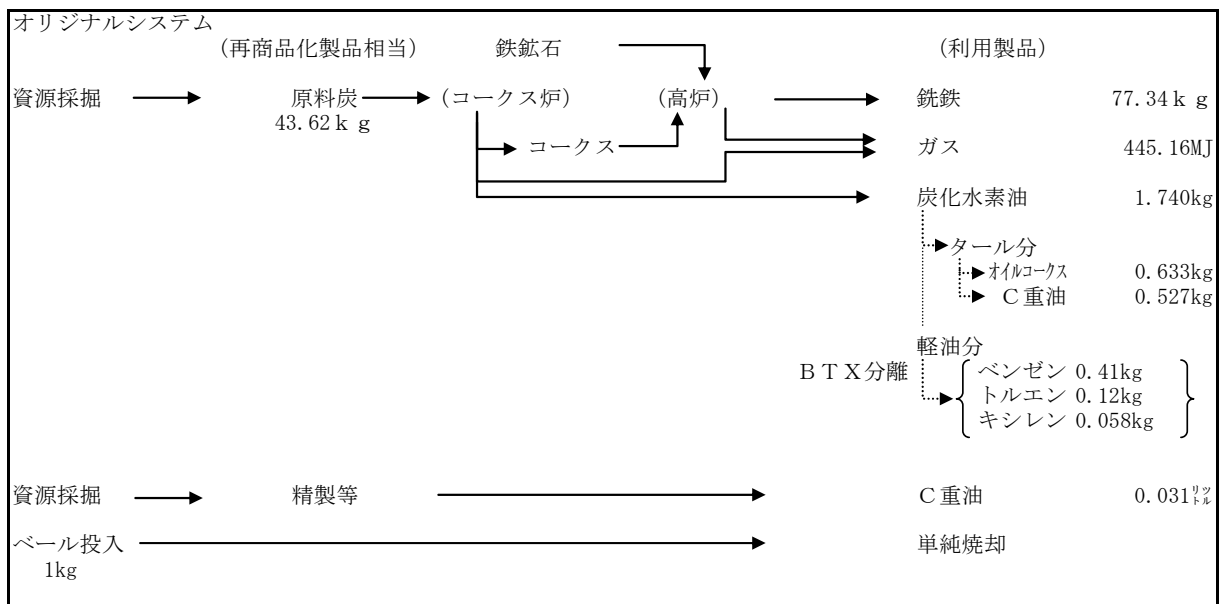 オリジナルシステム
(再商品化製品相当) 鉄鉱石 (利用製品)
資源採掘 原料炭 (コークス炉) (高炉) 銑鉄 77.34kg
43.62kg
コークス ガス 445.16MJ
炭化水素油 1.740kg
タール分
オイルコークス 0.633kg
C重油 0.527kg
軽油分
BTX分離 ベンゼン 0.41kg
トルエン 0.12kg
キシレン 0.058kg
資源採掘 精製等 C重油 0.031リットル
ベール投入 単純焼却
1kg